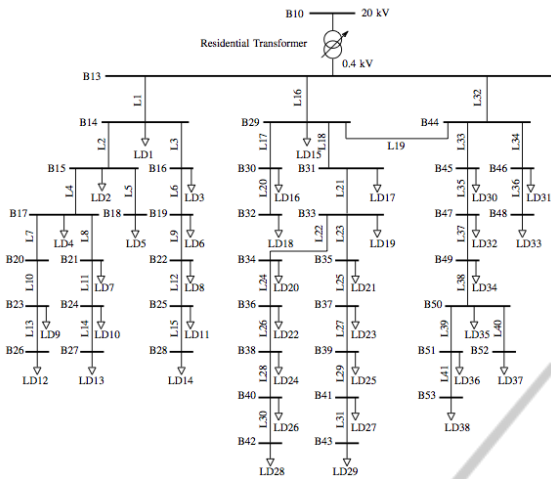 B10 20 kV
Residential Transformer
0.4 kV
B13
L1 L16 L32
B14 B29 B44
L2 L3 L17 L18 L19 L33 L34
LD1 LD15
B15 B16 B30 B31 B45 B46
L4 L5 L6 L20 L21 L35 L36
LD2 LD3 LD16 LD17 LD30 LD31
B17 B18 B19 B32 B33 B47 B48
L7 L8 L9 L22 L23 L37
LD4 LD5 LD6 LD18 LD19 LD32 LD33
B20 B21 B22 B34 B35 B49
L10 L11 L12 L24 L25 L38
LD7 LD8 LD20 LD21 LD34
B23 B24 B25 B36 B37 B50
L13 L14 L15 L26 L27 L39 L40
LD9 LD10 LD11 LD22 LD23 LD35
B26 B27 B28 B38 B39 B51 B52
L28 L29 L41
LD12 LD13 LD14 LD24 LD25 LD36 LD37
B40 B41 B53
L30 L31
LD26 LD27 LD38
B42 B43
LD28 LD29